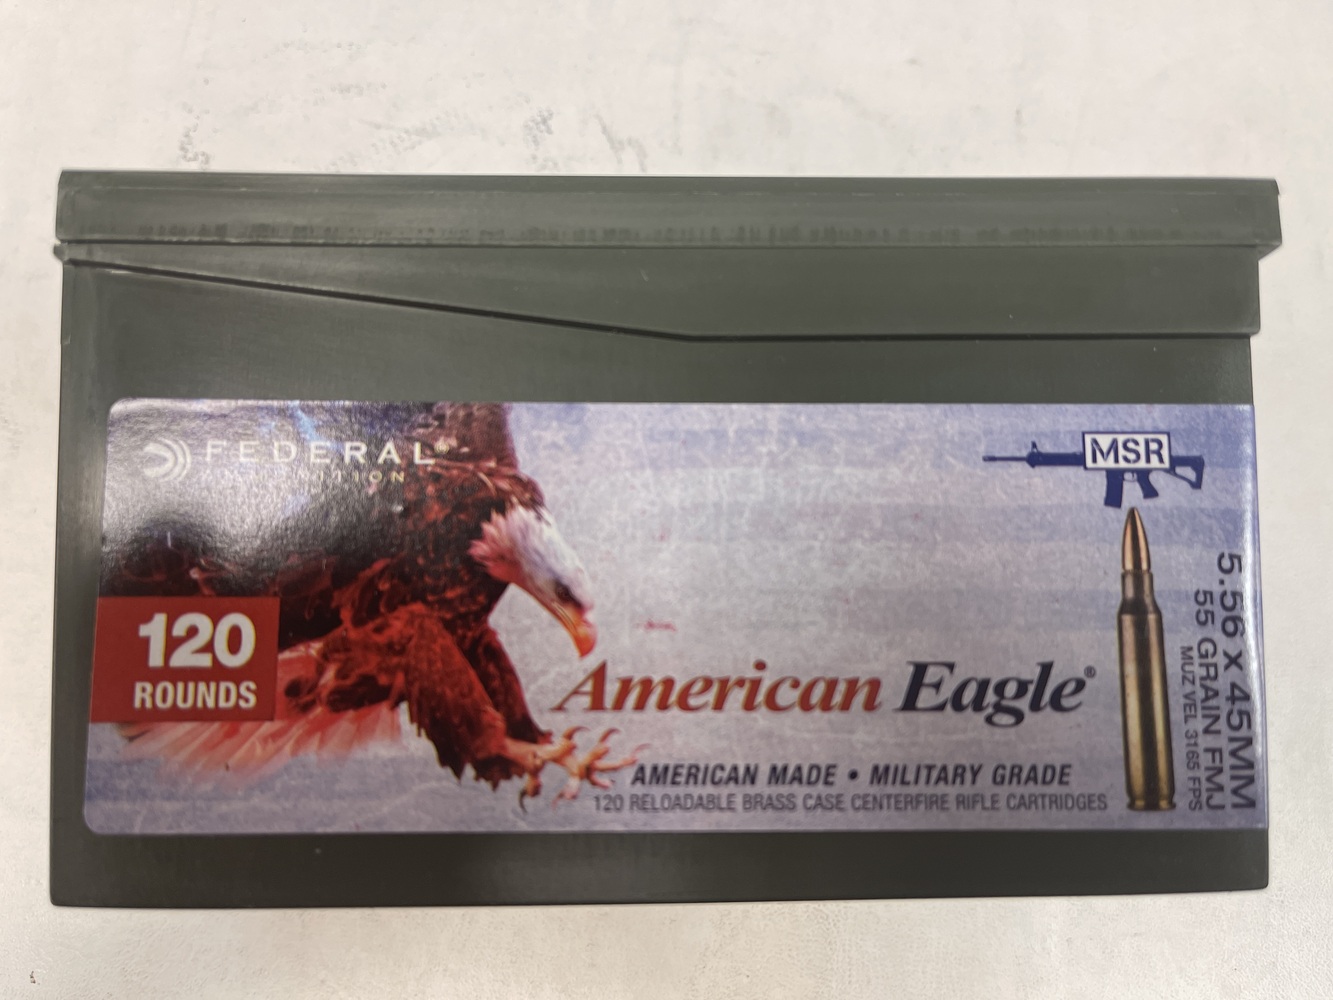 FEDERAL®
AMMUNITION
MSR
120
ROUNDS
American Eagle®
AMERICAN MADE • MILITARY GRADE
120 RELOADABLE BRASS CASE CENTERFIRE RIFLE CARTRIDGES
5.56 x 45MM
55 GRAIN FMJ
MUZ VEL 3165 FPS